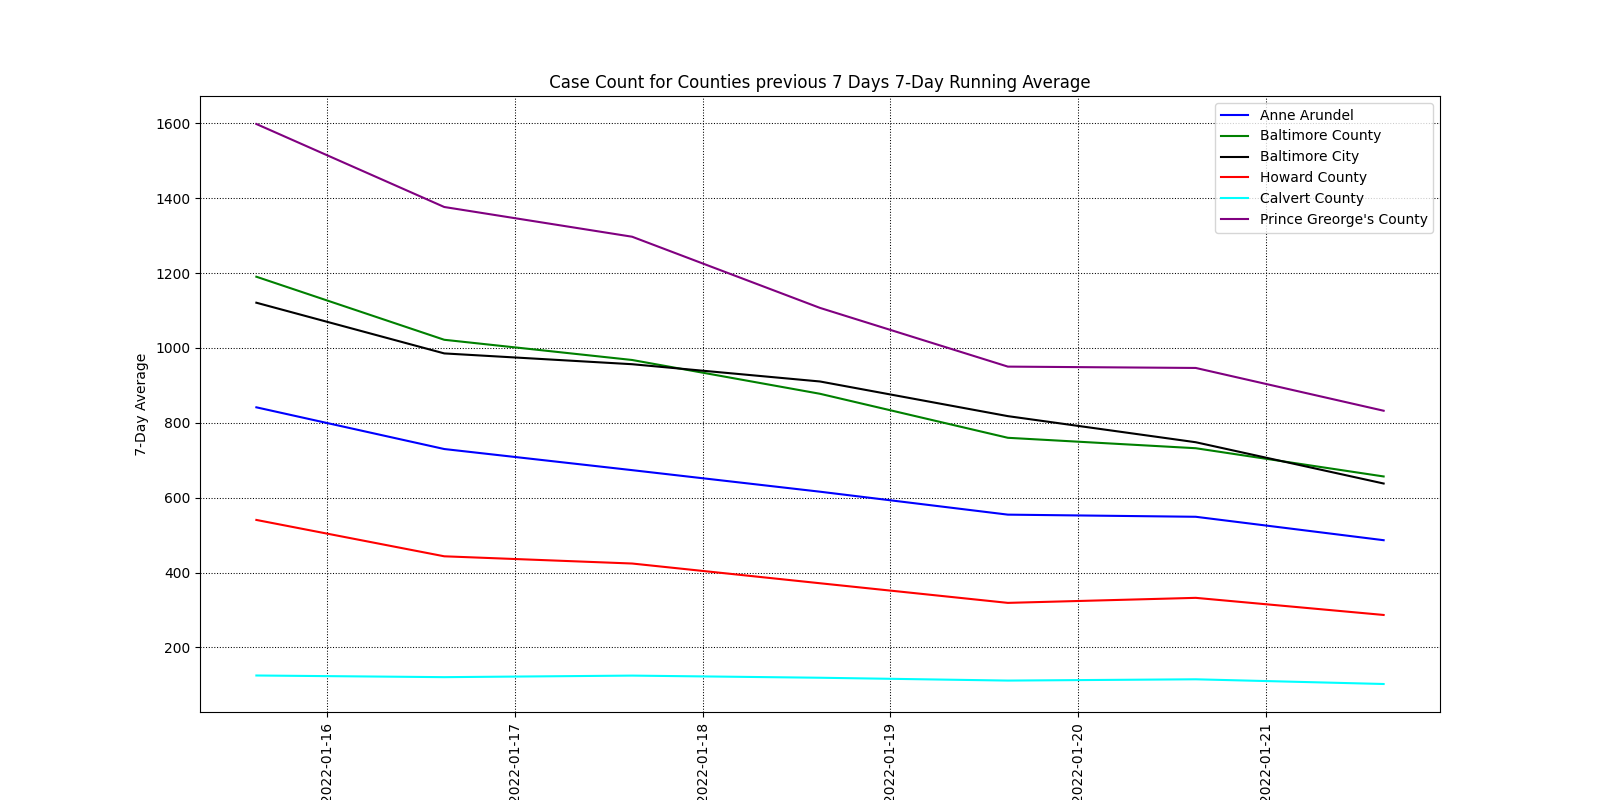 Case Count for Counties previous 7 Days 7-Day Running Average
1600
1400
1200
1000
800
600
400
200
7-Day Average
Anne Arundel
Baltimore County
Baltimore City
Howard County
Calvert County
Prince Greorge's County
2022-01-16
2022-01-17
2022-01-18
2022-01-19
2022-01-20
2022-01-21